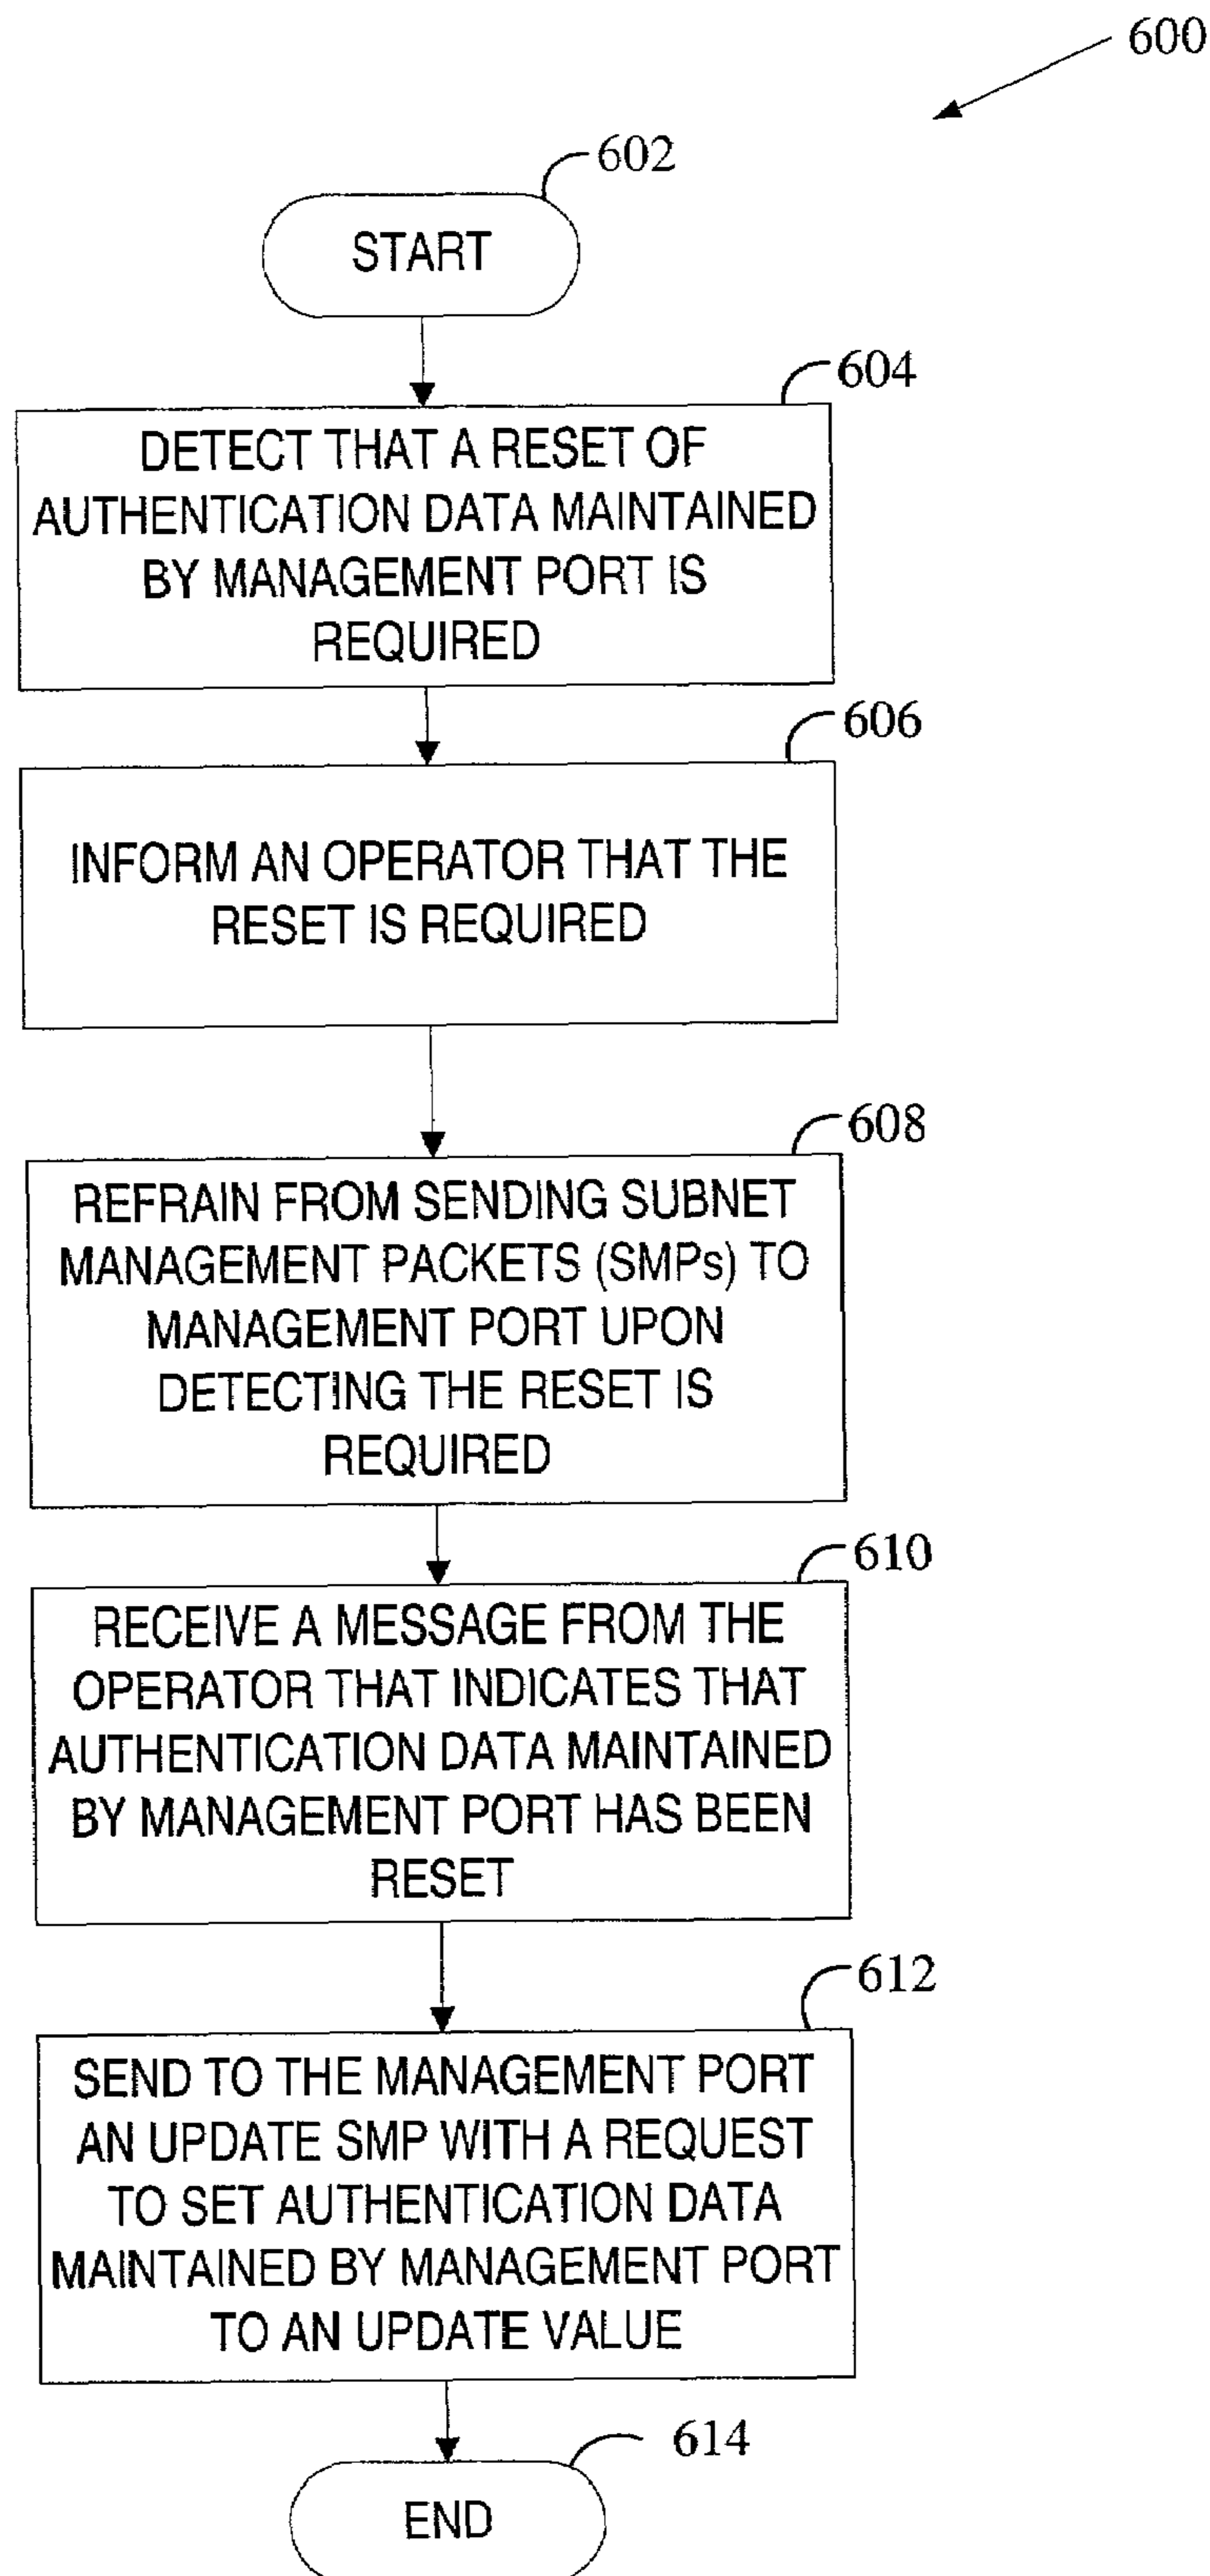 600
602
START
604
DETECT THAT A RESET OF
AUTHENTICATION DATA MAINTAINED
BY MANAGEMENT PORT IS
REQUIRED
606
INFORM AN OPERATOR THAT THE
RESET IS REQUIRED
608
REFRAIN FROM SENDING SUBNET
MANAGEMENT PACKETS (SMPs) TO
MANAGEMENT PORT UPON
DETECTING THE RESET IS
REQUIRED
610
RECEIVE A MESSAGE FROM THE
OPERATOR THAT INDICATES THAT
AUTHENTICATION DATA MAINTAINED
BY MANAGEMENT PORT HAS BEEN
RESET
612
SEND TO THE MANAGEMENT PORT
AN UPDATE SMP WITH A REQUEST
TO SET AUTHENTICATION DATA
MAINTAINED BY MANAGEMENT PORT
TO AN UPDATE VALUE
614
END